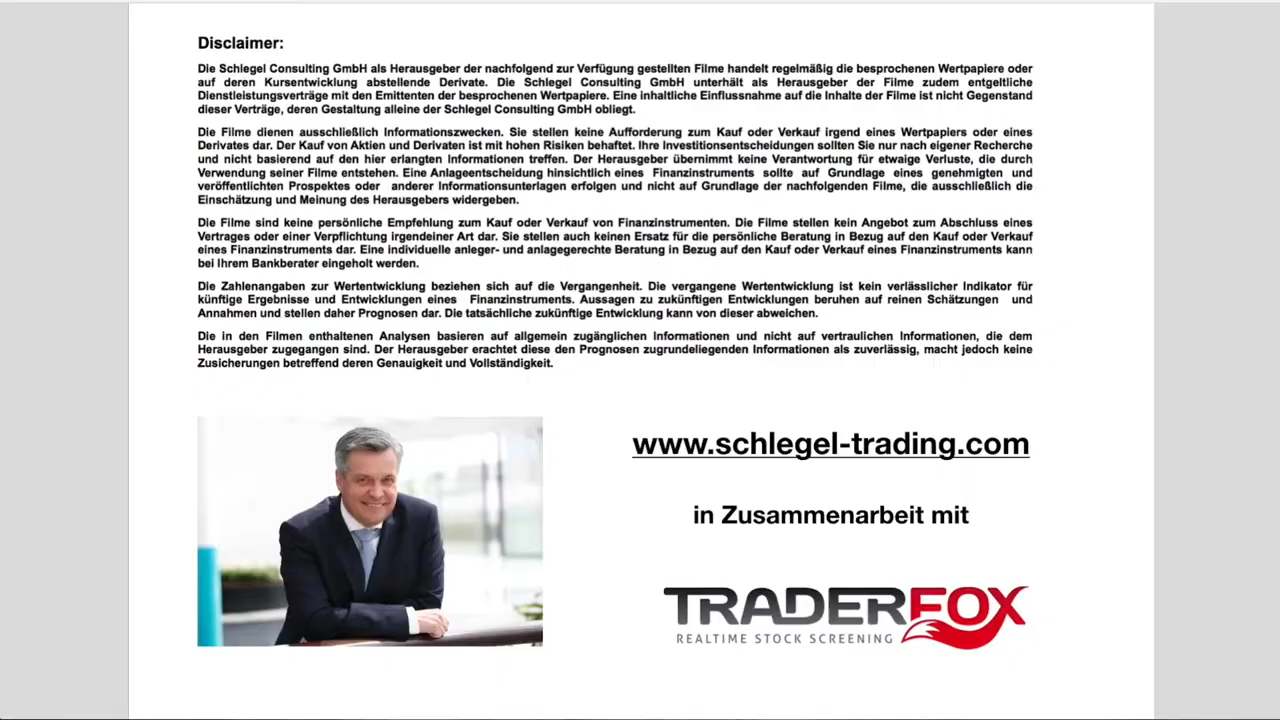 Disclaimer:
Die Schlegel Consulting GmbH als Herausgeber der nachfolgend zur Verfügung gestellten Filme handelt regelmäßig die besprochenen Wertpapiere oder
auf deren Kursentwicklung abstellende Derivate. Die Schlegel Consulting GmbH unterhält als Herausgeber der Filme zudem entgeltliche
Dienstleistungsverträge mit den Emittenten der besprochenen Wertpapiere. Eine inhaltliche Einflussnahme auf die Inhalte der Filme ist nicht Gegenstand
dieser Verträge, deren Gestaltung alleine der Schlegel Consulting GmbH obliegt.
Die Filme dienen ausschließlich Informationszwecken. Sie stellen keine Aufforderung zum Kauf oder Verkauf irgend eines Wertpapiers oder eines
Derivates dar. Der Kauf von Aktien und Derivaten ist mit hohen Risiken behaftet. Ihre Investitionsentscheidungen sollten Sie nur nach eigener Recherche
und nicht basierend auf den hier erlangten Informationen treffen. Der Herausgeber übernimmt keine Verantwortung für etwaige Verluste, die durch
Verwendung seiner Filme entstehen. Eine Anlageentscheidung hinsichtlich eines Finanzinstruments sollte auf Grundlage eines genehmigten und
veröffentlichten Prospektes oder anderer Informationsunterlagen erfolgen und nicht auf Grundlage der nachfolgenden Filme, die ausschließlich die
Einschätzung und Meinung des Herausgebers widergeben.
Die Filme sind keine persönliche Empfehlung zum Kauf oder Verkauf von Finanzinstrumenten. Die Filme stellen kein Angebot zum Abschluss eines
Vertrages oder einer Verpflichtung irgendeiner Art dar. Sie stellen auch keinen Ersatz für die persönliche Beratung in Bezug auf den Kauf oder Verkauf
eines Finanzinstruments dar. Eine individuelle anleger- und anlagegerechte Beratung in Bezug auf den Kauf oder Verkauf eines Finanzinstruments kann
bei Ihrem Bankberater eingeholt werden.
Die Zahlenangaben zur Wertentwicklung beziehen sich auf die Vergangenheit. Die vergangene Wertentwicklung ist kein verlässlicher Indikator für
künftige Ergebnisse und Entwicklungen eines Finanzinstruments. Aussagen zu zukünftigen Entwicklungen beruhen auf reinen Schätzungen und
Annahmen und stellen daher Prognosen dar. Die tatsächliche zukünftige Entwicklung kann von dieser abweichen.
Die in den Filmen enthaltenen Analysen basieren auf allgemein zugänglichen Informationen und nicht auf vertraulichen Informationen, die dem
Herausgeber zugegangen sind. Der Herausgeber erachtet diese den Prognosen zugrundeliegenden Informationen als zuverlässig, macht jedoch keine
Zusicherungen betreffend deren Genauigkeit und Vollständigkeit.
www.schlegel-trading.com
in Zusammenarbeit mit
TRADERFOX
REALTIME STOCK SCREENING